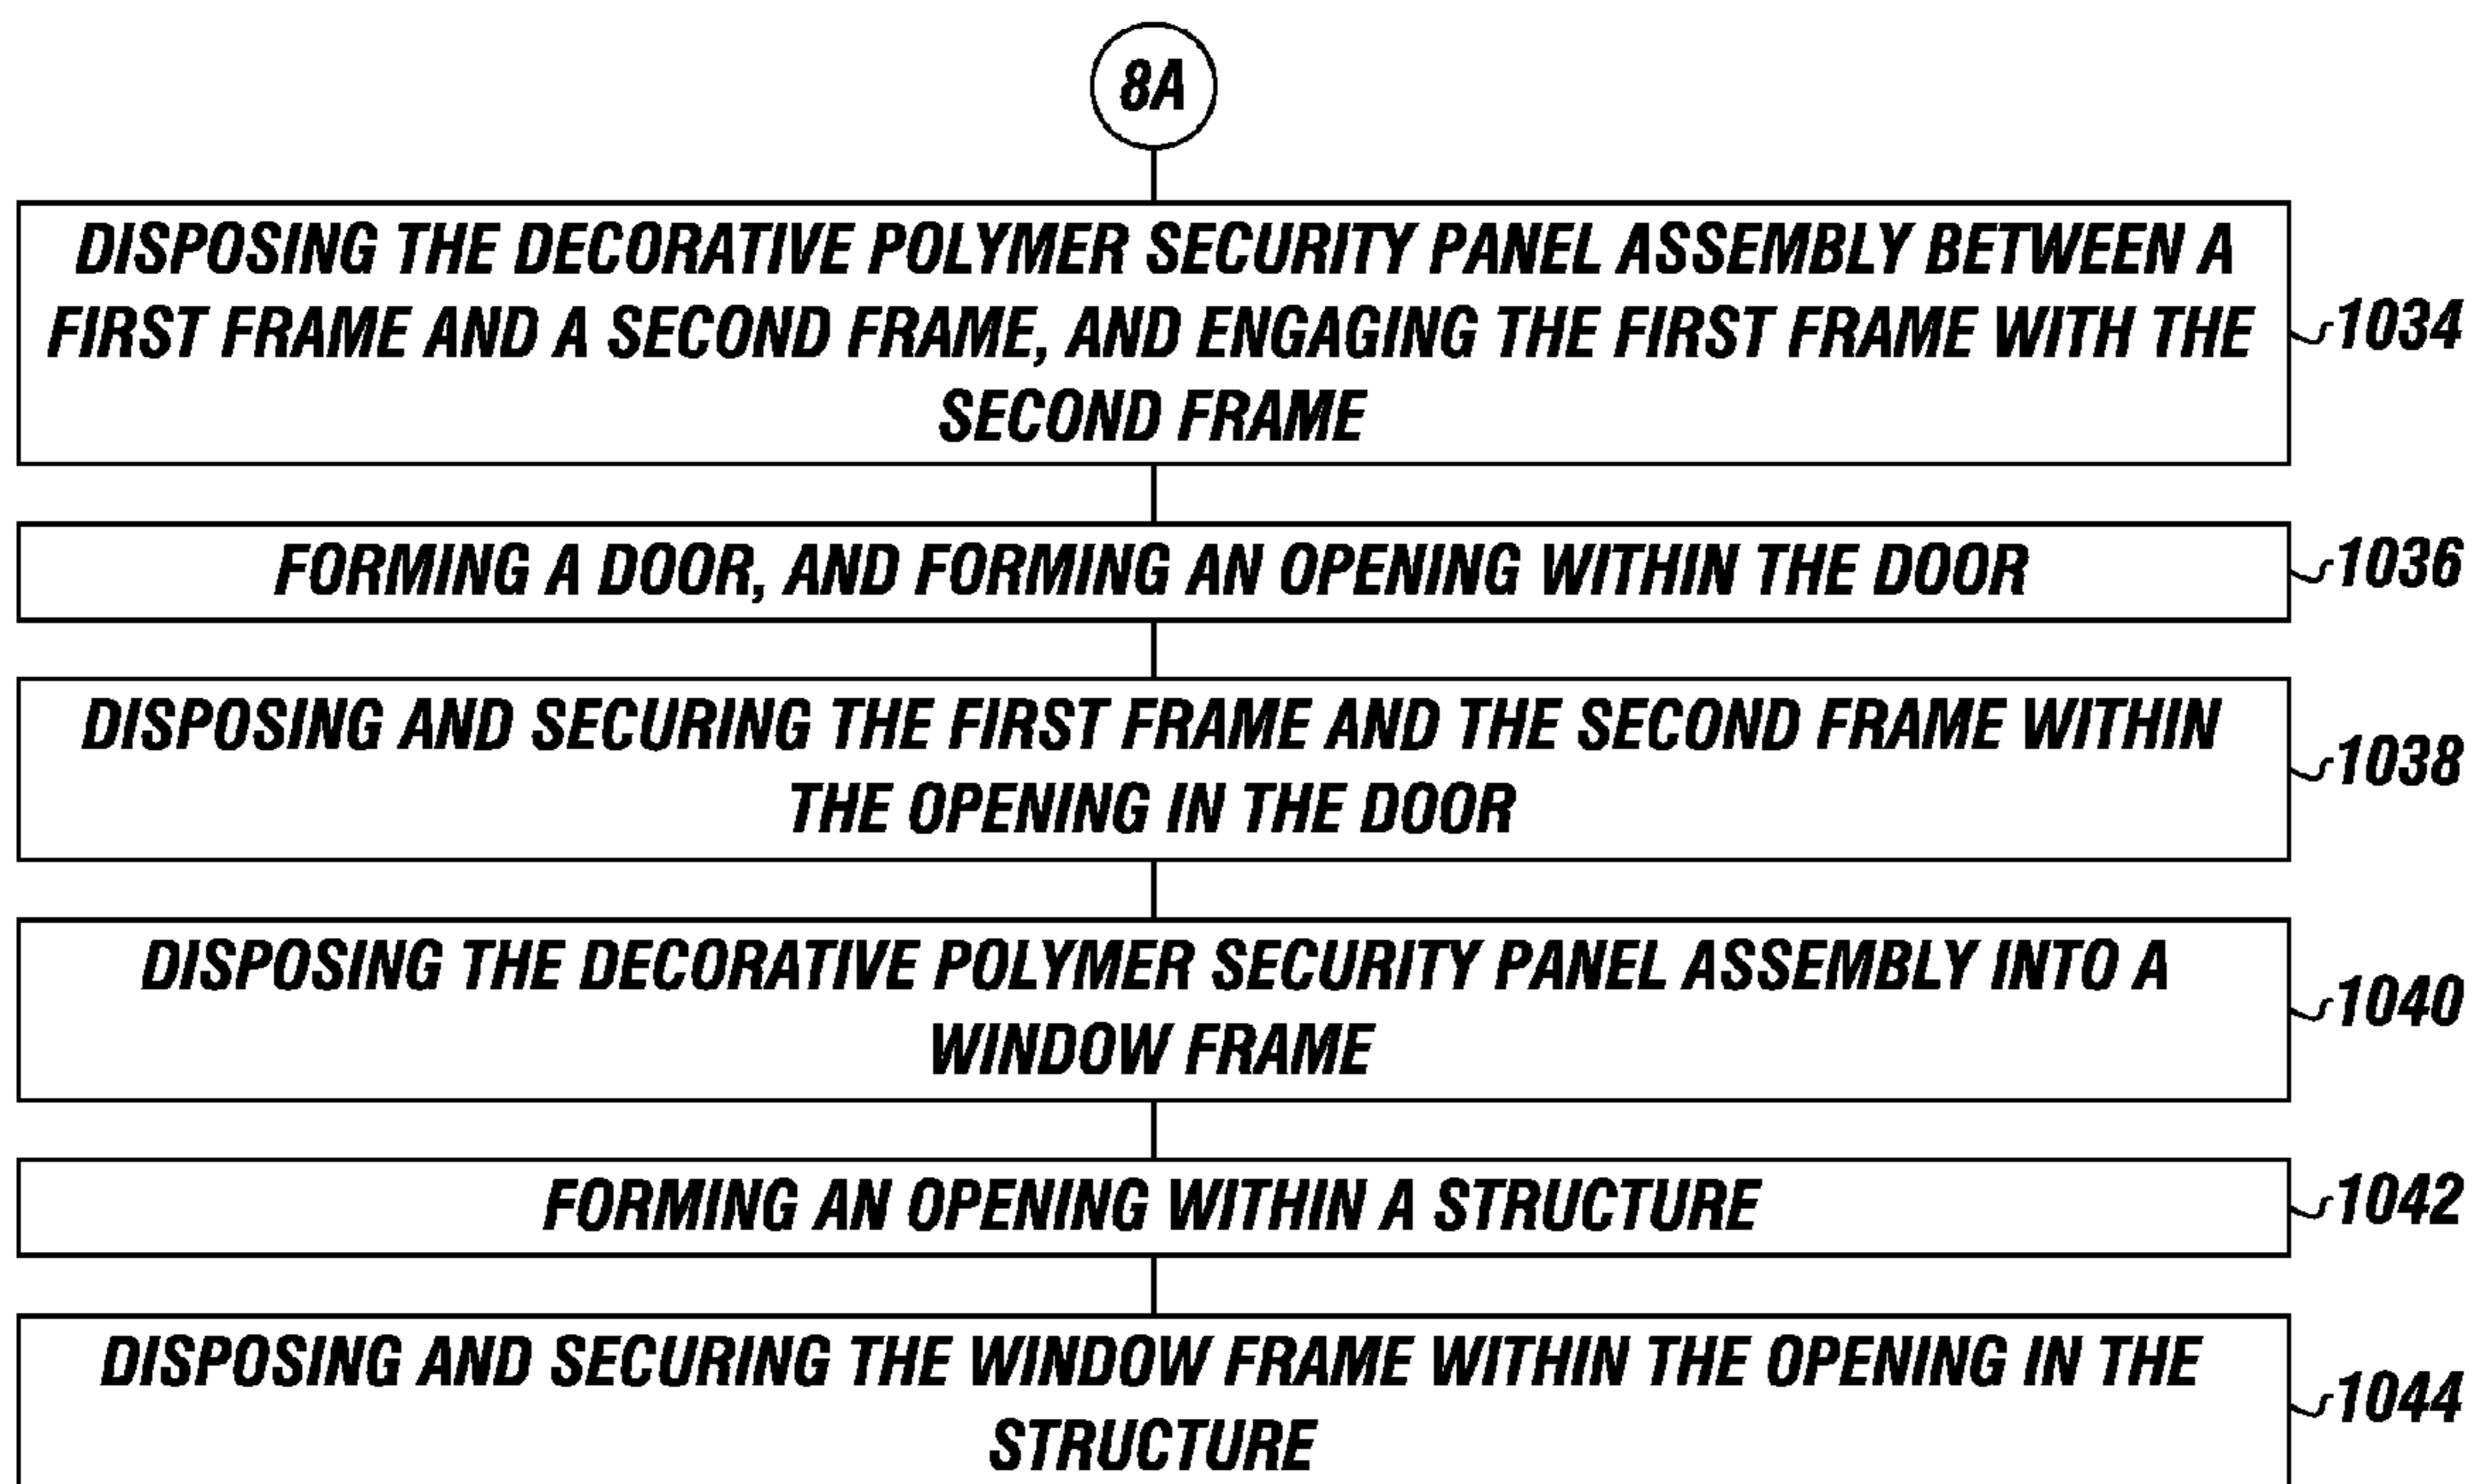 8A
DISPOSING THE DECORATIVE POLYMER SECURITY PANEL ASSEMBLY BETWEEN A
FIRST FRAME AND A SECOND FRAME, AND ENGAGING THE FIRST FRAME WITH THE
SECOND FRAME
1034
FORMING A DOOR, AND FORMING AN OPENING WITHIN THE DOOR
1036
DISPOSING AND SECURING THE FIRST FRAME AND THE SECOND FRAME WITHIN
THE OPENING IN THE DOOR
1038
DISPOSING THE DECORATIVE POLYMER SECURITY PANEL ASSEMBLY INTO A
WINDOW FRAME
1040
FORMING AN OPENING WITHIN A STRUCTURE
1042
DISPOSING AND SECURING THE WINDOW FRAME WITHIN THE OPENING IN THE
STRUCTURE
1044